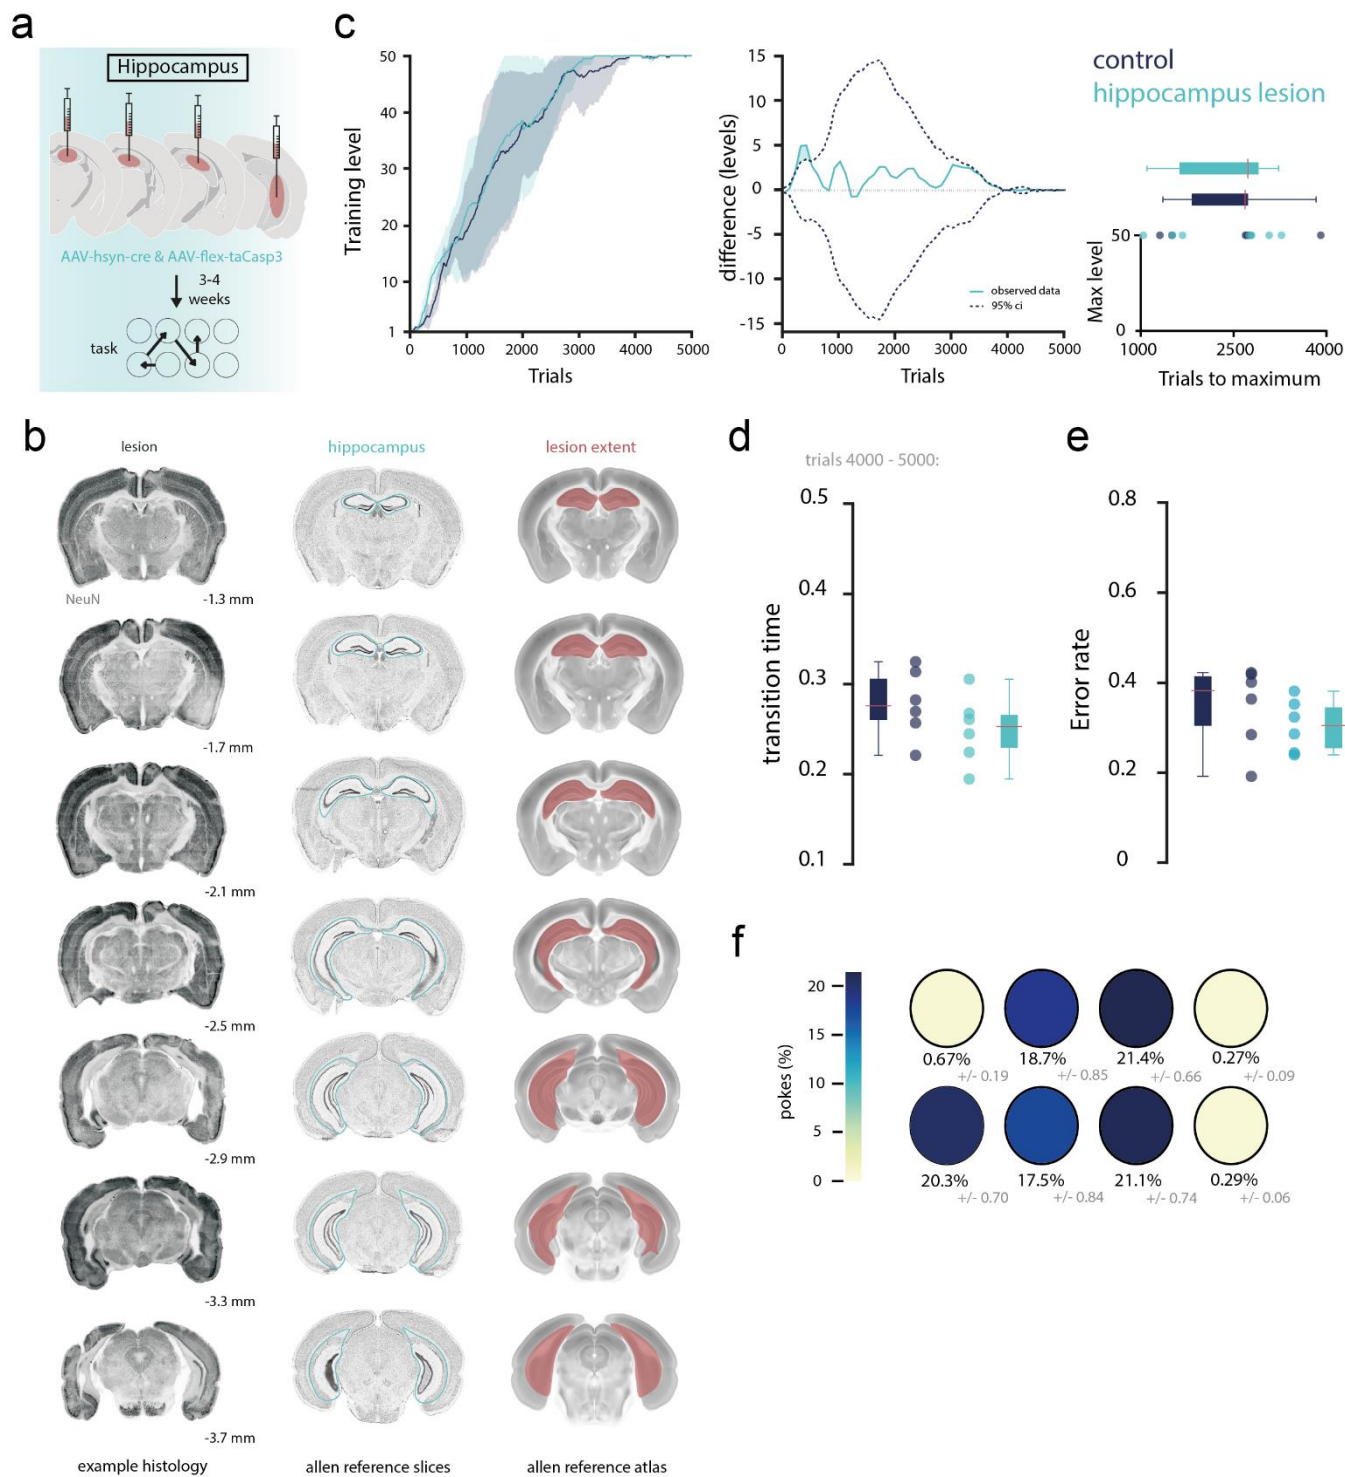 a
Hippocampus
AAV-hsyn-cre & AAV-flex-taCasp3
3-4
weeks
task
c
50
40
30
20
10
1
Training level
0
1000
2000
3000
4000
5000
Trials
15
10
5
0
-5
-10
-15
difference (levels)
observed data
95% ci
0
1000
2000
3000
4000
5000
Trials
control
hippocampus lesion
50
0
Max level
1000
2500
4000
Trials to maximum
b
lesion
hippocampus
lesion extent
NeuN
-1.3 mm
-1.7 mm
-2.1 mm
-2.5 mm
-2.9 mm
-3.3 mm
-3.7 mm
example histology
allen reference slices
allen reference atlas
d
trials 4000 - 5000:
0.5
0.4
0.3
0.2
0.1
transition time
e
0.8
0.6
0.4
0.2
0
Error rate
f
20
15
10
5
0
pokes (%)
0.67%
+/- 0.19
18.7%
+/- 0.85
21.4%
+/- 0.66
0.27%
+/- 0.09
20.3%
+/- 0.70
17.5%
+/- 0.84
21.1%
+/- 0.74
0.29%
+/- 0.06